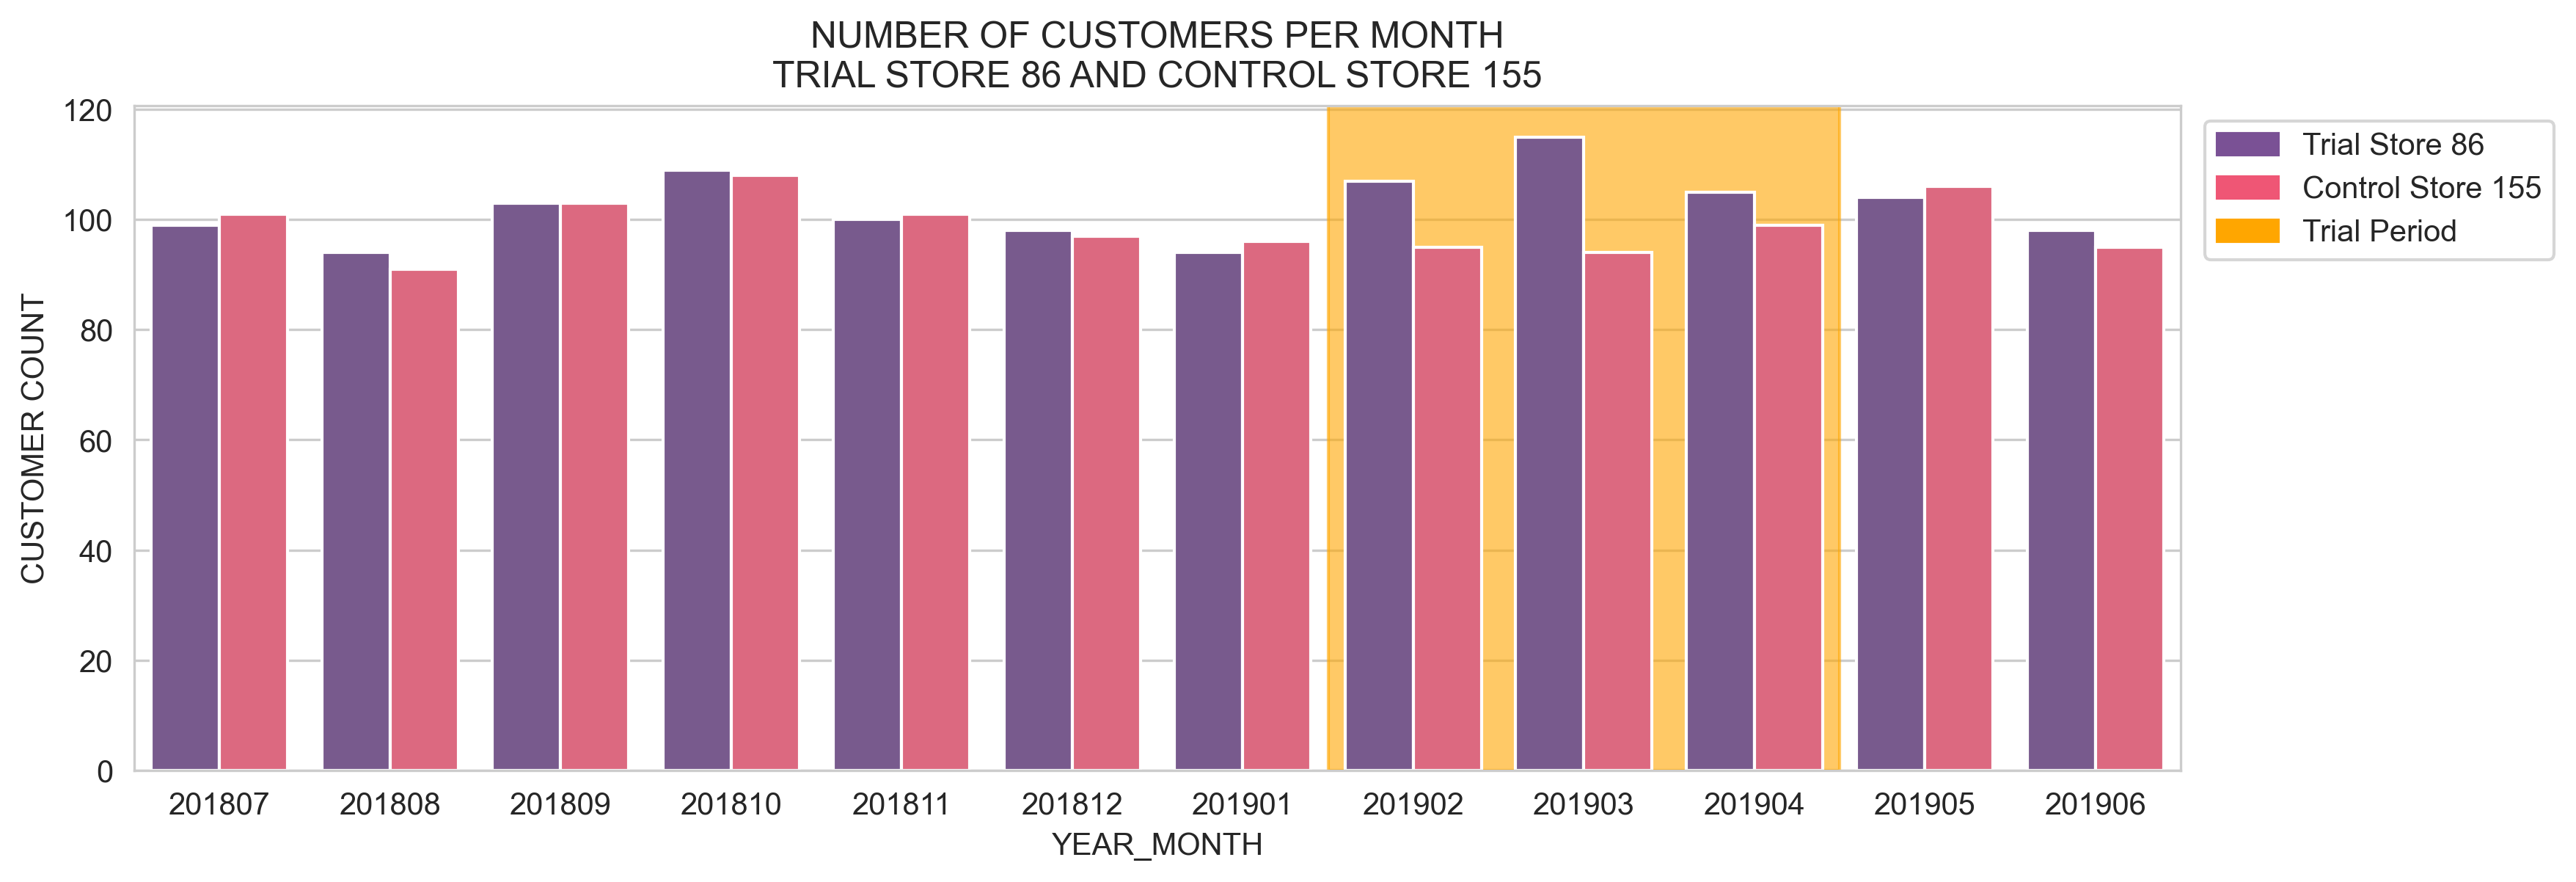 NUMBER OF CUSTOMERS PER MONTH
TRIAL STORE 86 AND CONTROL STORE 155
120
100
80
60
40
20
0
CUSTOMER COUNT
201807 201808 201809 201810 201811 201812 201901 201902 201903 201904 201905 201906
YEAR_MONTH
Trial Store 86
Control Store 155
Trial Period